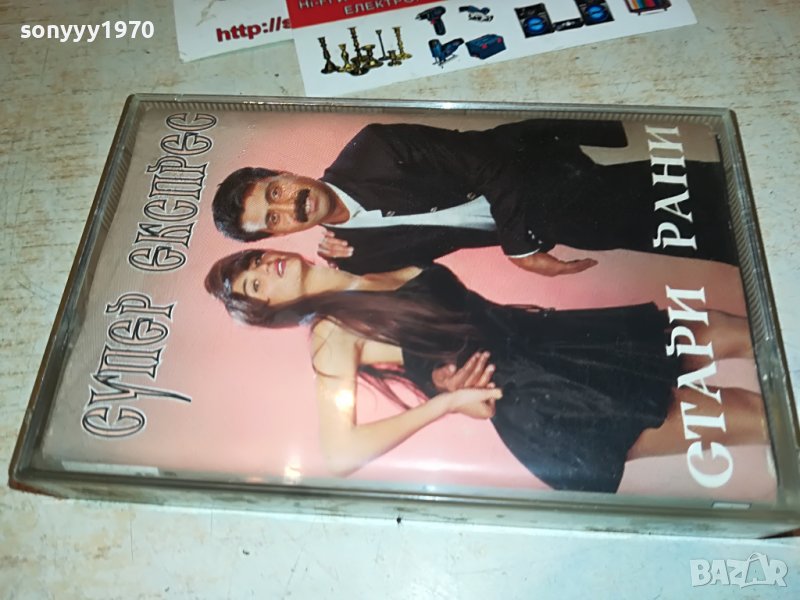 sonyyy1970
http://s
ЕЛЕКТРО
СУПЕР ЕКСПРЕС
СТАРИ РАНИ
BAZAR